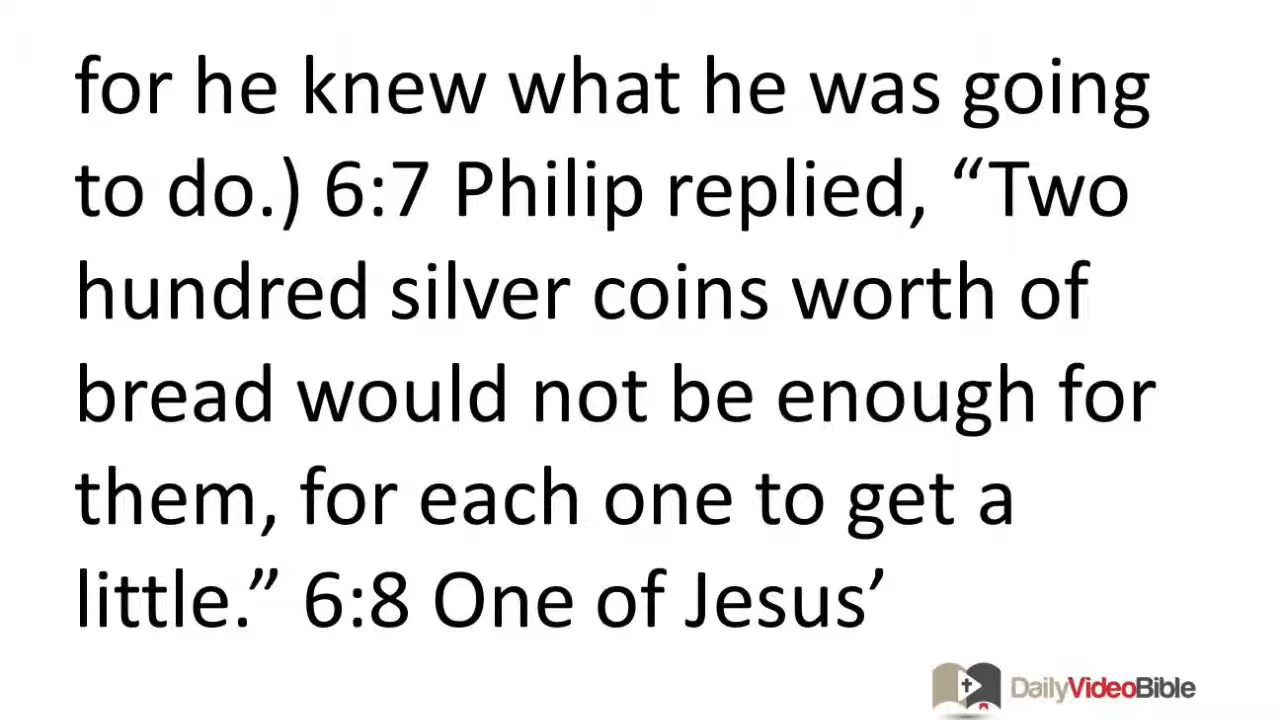 for he knew what he was going
to do.) 6:7 Philip replied, “Two
hundred silver coins worth of
bread would not be enough for
them, for each one to get a
little.” 6:8 One of Jesus’
DailyVideoBible